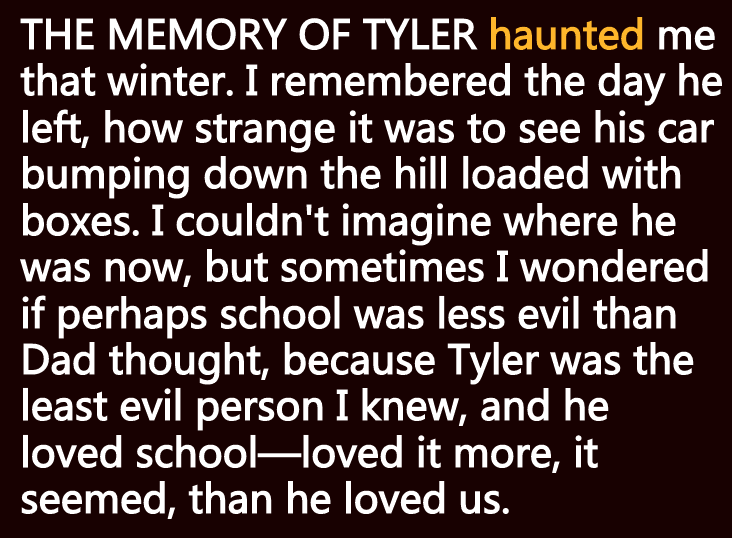 THE MEMORY OF TYLER haunted me
that winter. I remembered the day he
left, how strange it was to see his car
bumping down the hill loaded with
boxes. I couldn't imagine where he
was now, but sometimes I wondered
if perhaps school was less evil than
Dad thought, because Tyler was the
least evil person I knew, and he
loved school—loved it more, it
seemed, than he loved us.